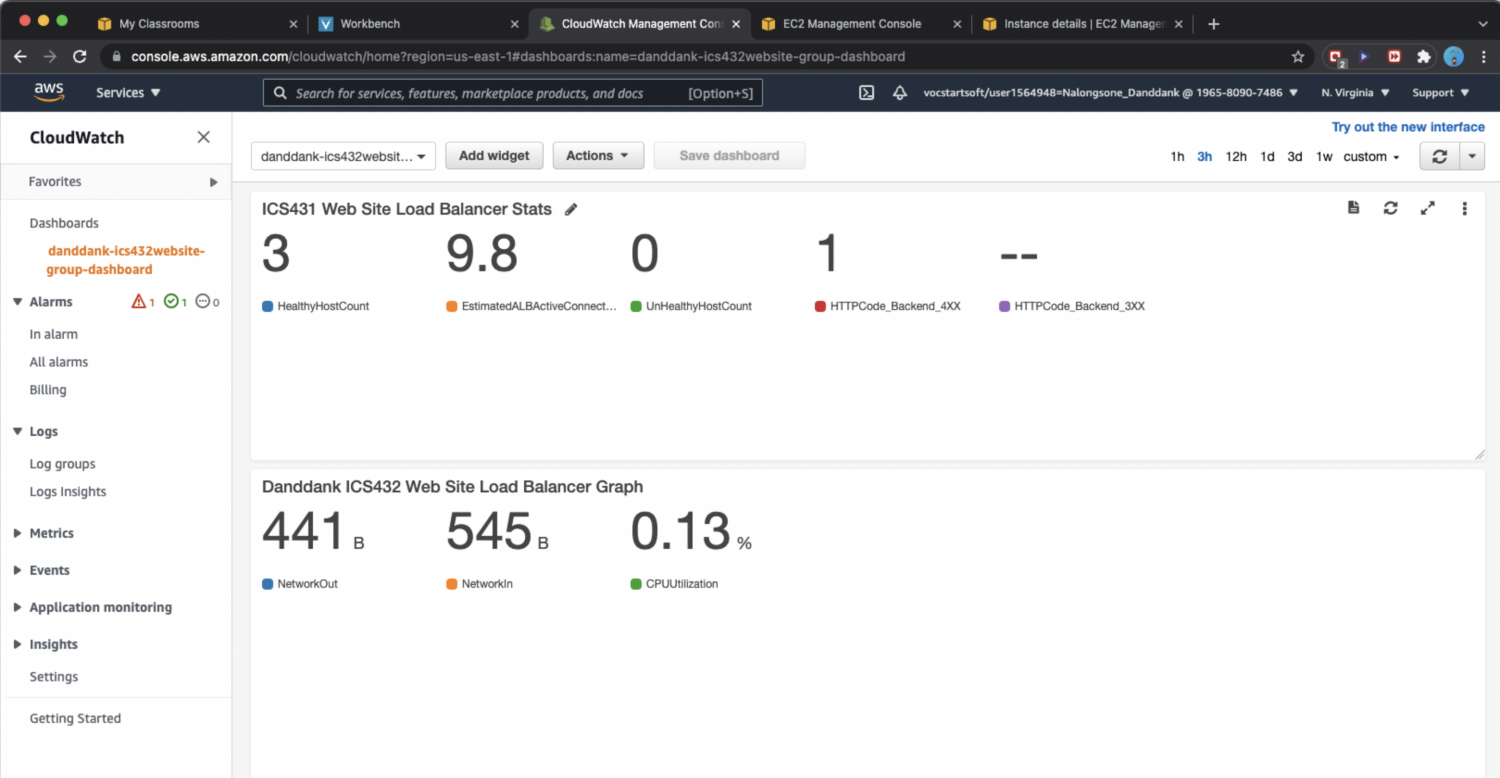 My Classrooms
Workbench
CloudWatch Management Con
EC2 Management Console
Instance details | EC2 Manage
console.aws.amazon.com/cloudwatch/home?region=us-east-1#dashboards:name=danddank-ics432website-group-dashboard
2
aws
Services
Search for services, features, marketplace products, and docs
[Option+S]
vocstartsoft/user1564948=Nalongsone_Danddank @ 1965-8090-7486
N. Virginia
Support
CloudWatch
Try out the new interface
danddank-ics432websit...
Add widget
Actions
Save dashboard
1h 3h 12h 1d 3d 1w custom
Favorites
Dashboards
danddank-ics432website-
group-dashboard
Alarms
1
1
0
In alarm
All alarms
Billing
Logs
Log groups
Logs Insights
Metrics
Events
Application monitoring
Insights
Settings
Getting Started
ICS431 Web Site Load Balancer Stats
3
9.8
0
1
--
HealthyHostCount
EstimatedALBActiveConnect...
UnHealthyHostCount
HTTPCode_Backend_4XX
HTTPCode_Backend_3XX
Danddank ICS432 Web Site Load Balancer Graph
441 B
545 B
0.13 %
NetworkOut
NetworkIn
CPUUtilization